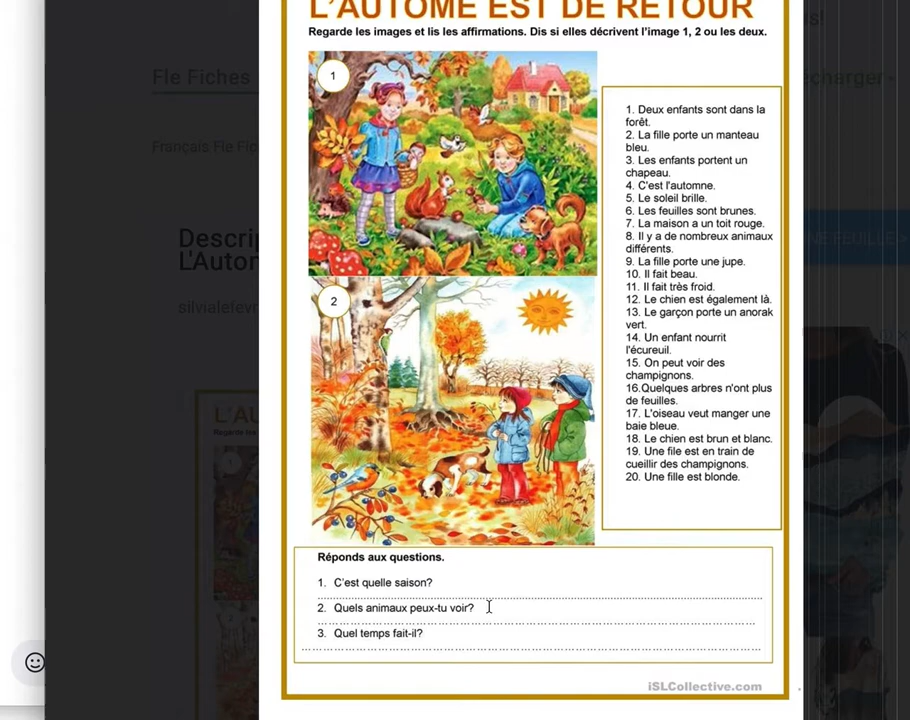 L'AUTOME EST DE RETOUR
Regarde les images et lis les affirmations. Dis si elles décrivent l'image 1, 2 ou les deux.
Fle Fiches
Français Fle Fic
Descrip
L'Auton
silvialefevr
1
2
1. Deux enfants sont dans la
forêt.
2. La fille porte un manteau
bleu.
3. Les enfants portent un
chapeau.
4. C'est l'automne.
5. Le soleil brille.
6. Les feuilles sont brunes.
7. La maison a un toit rouge.
8. Il y a de nombreux animaux
différents.
9. La fille porte une jupe.
10. Il fait beau.
11. Il fait très froid.
12. Le chien est également là.
13. Le garçon porte un anorak
vert.
14. Un enfant nourrit
l'écureuil.
15. On peut voir des
champignons.
16.Quelques arbres n'ont plus
de feuilles.
17. L'oiseau veut manger une
baie bleue.
18. Le chien est brun et blanc.
19. Une file est en train de
cueillir des champignons.
20. Une fille est blonde.
Réponds aux questions.
1. C'est quelle saison?
2. Quels animaux peux-tu voir?
3. Quel temps fait-il?
iSLCollective.com